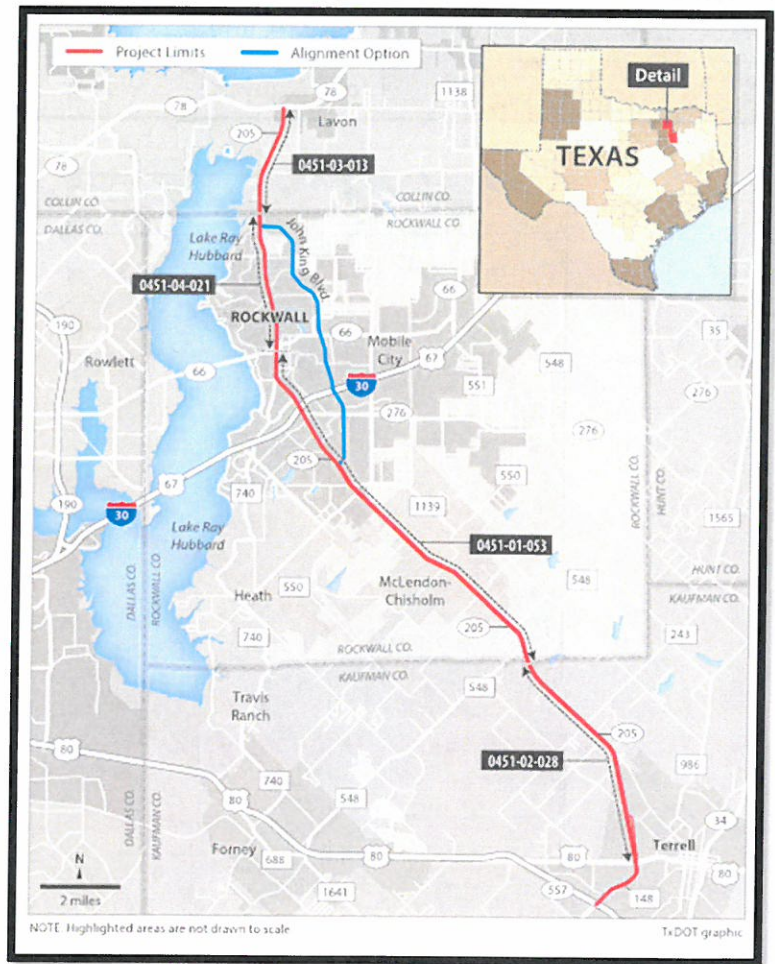 Project Limits
Alignment Option
Detail
TEXAS
78
78
1138
Lavon
205
78
0451-03-013
COLLIN CO.
DALLAS CO.
COLLIN CO.
ROCKWALL CO.
Lake Ray
Hubbard
John King Blvd
0451-04-021
66
ROCKWALL
190
66
Mobile
City
67
35
Rowlett
548
66
30
551
276
276
276
205
67
740
550
190
30
1139
ROCKWALL CO.
HUNT CO.
1565
Lake Ray
Hubbard
0451-01-053
HUNT CO.
KAUFMAN CO.
DALLAS CO.
ROCKWALL CO.
Heath
550
McLendon-
Chisholm
548
740
205
243
ROCKWALL CO.
KAUFMAN CO.
548
Travis
Ranch
205
80
0451-02-028
986
740
548
80
34
DALLAS CO.
KAUFMAN CO.
Forney
688
80
80
Terrell
80
N
2 miles
1641
557
148
NOTE: Highlighted areas are not drawn to scale
TxDOT graphic